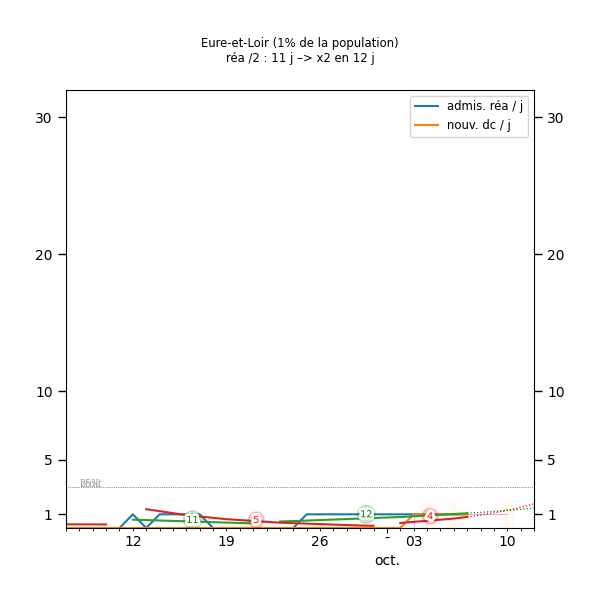 Eure-et-Loir (1% de la population)
réa /2 : 11 j –> x2 en 12 j
admis. réa / j
nouv. dc / j
30 30
20 20
10 10
5 5
1 1
11 5 12 4
12 19 26 - 03 10
oct.